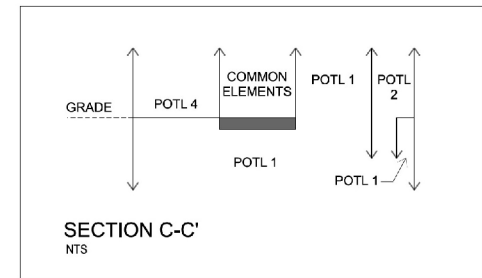 COMMON
ELEMENTS
POTL 1
POTL
2
GRADE
POTL 4
POTL 1
POTL 1
SECTION C-C'
NTS